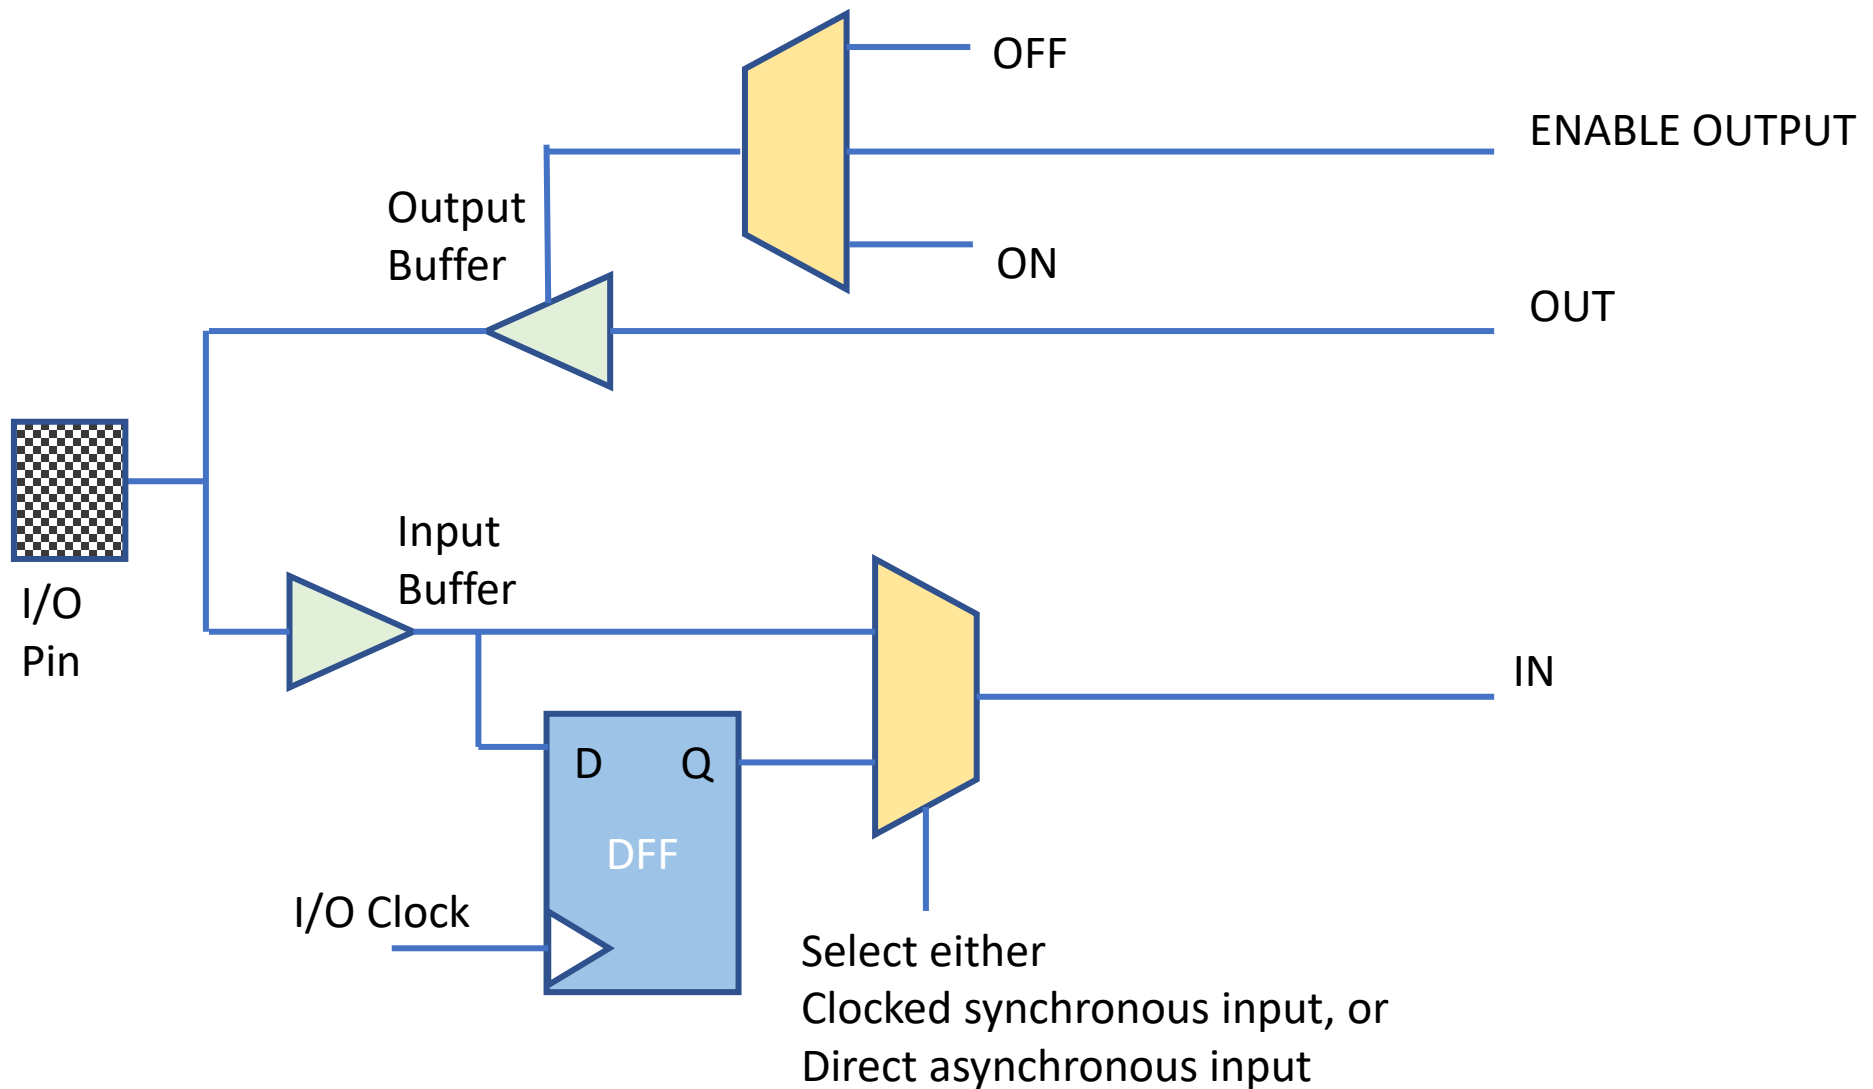 OFF
ENABLE OUTPUT
Output
Buffer
ON
OUT
Input
Buffer
I/O
Pin
IN
D
Q
DFF
I/O Clock
Select either
Clocked synchronous input, or
Direct asynchronous input